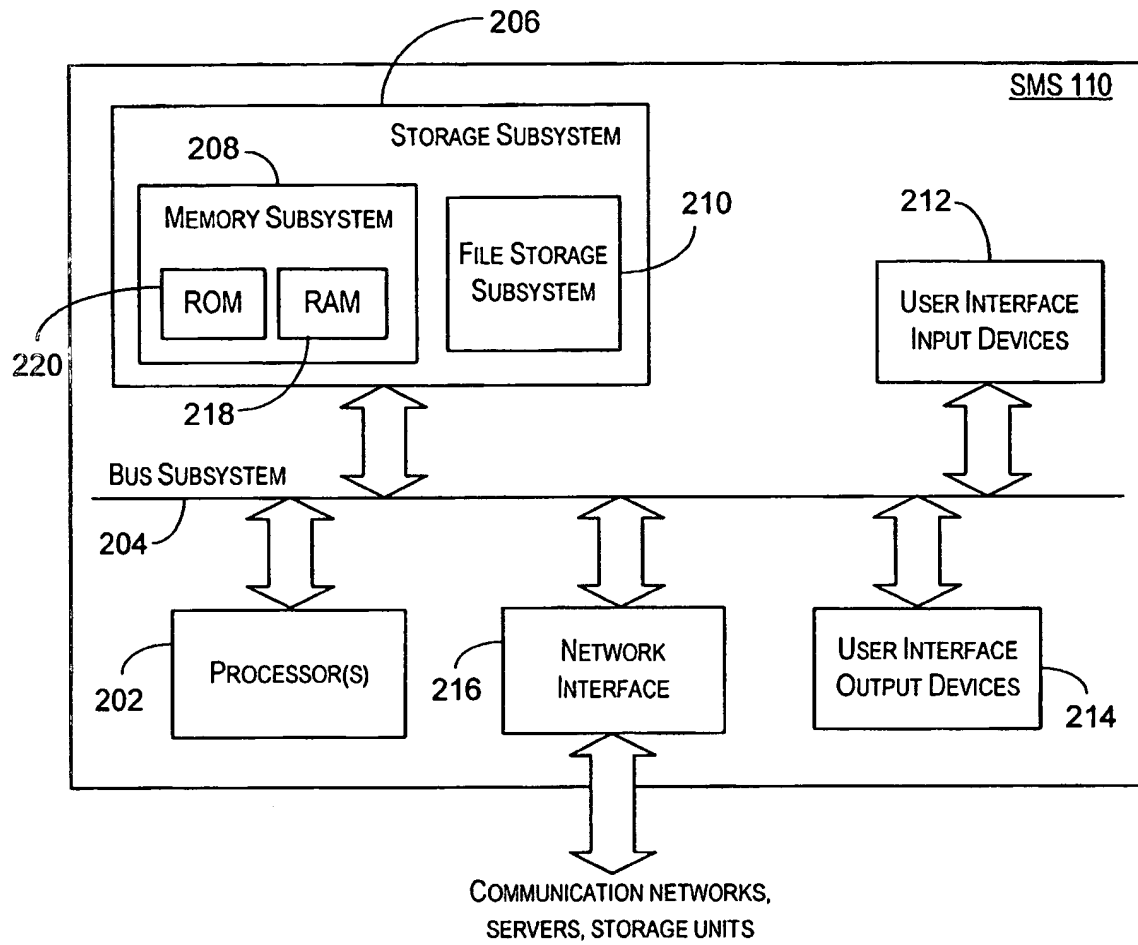 206
SMS 110
STORAGE SUBSYSTEM
208
MEMORY SUBSYSTEM
210
FILE STORAGE
SUBSYSTEM
212
ROM
RAM
USER INTERFACE
INPUT DEVICES
220
218
BUS SUBSYSTEM
204
PROCESSOR(S)
202
NETWORK
INTERFACE
216
USER INTERFACE
OUTPUT DEVICES
214
COMMUNICATION NETWORKS,
SERVERS, STORAGE UNITS